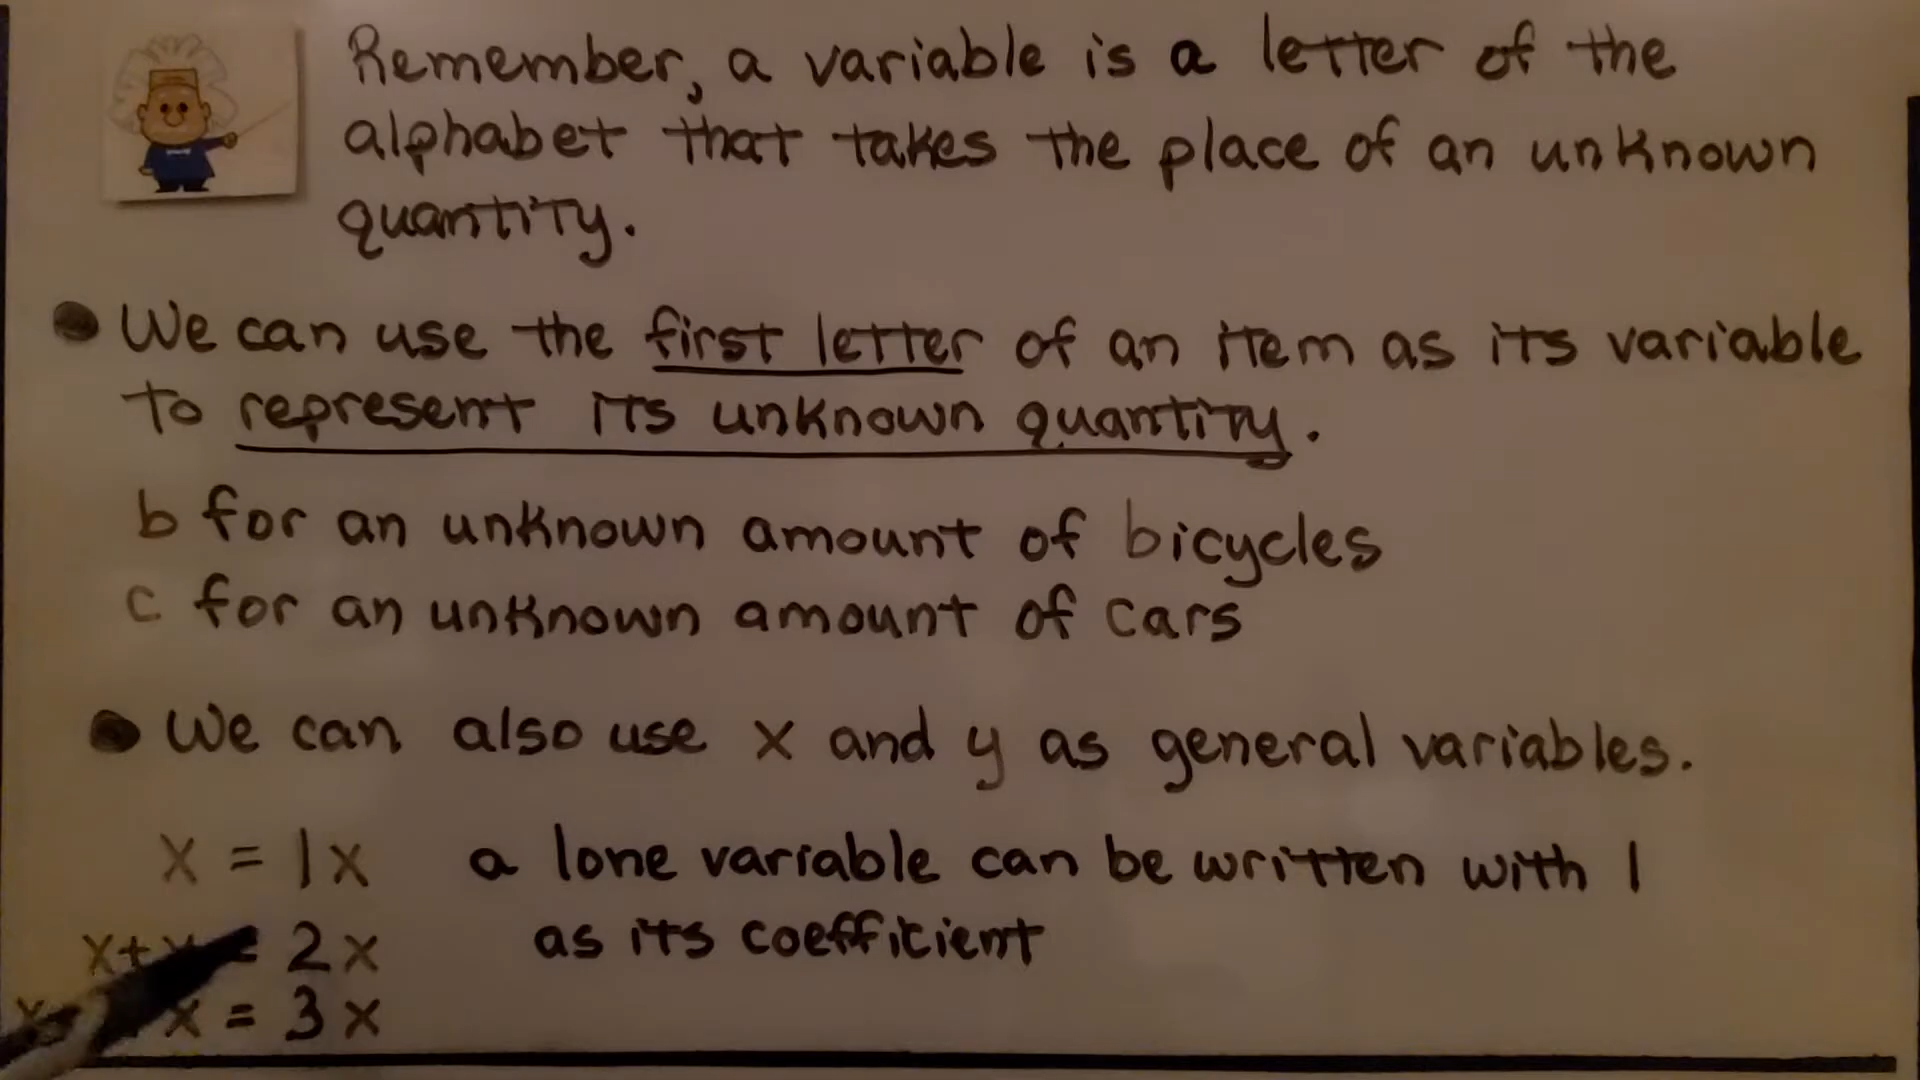 Remember, a variable is a letter of the
alphabet that takes the place of an unknown
quantity.
We can use the first letter of an item as its variable
to represent its unknown quantity.
b for an unknown amount of bicycles
c for an unknown amount of cars
We can also use x and y as general variables.
x = 1x a lone variable can be written with 1
x+ = 2x as its coefficient
x = 3x